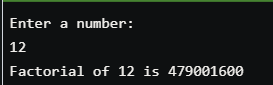 Enter a number:
12
Factorial of 12 is 479001600